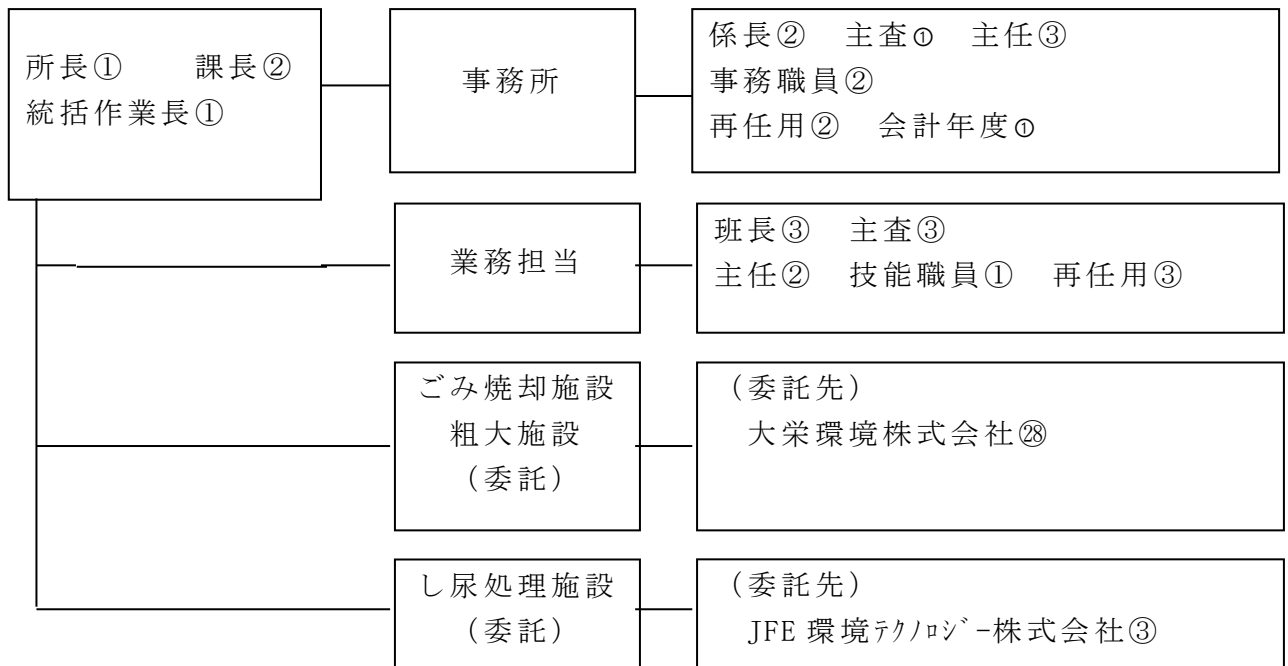 所長① 課長②
統括作業長①
事務所
係長② 主査① 主任③
事務職員②
再任用② 会計年度①
業務担当
班長③ 主査③
主任② 技能職員① 再任用③
ごみ焼却施設
粗大施設
（委託）
（委託先）
大栄環境株式会社㉘
し尿処理施設
（委託）
（委託先）
JFE環境ﾃｸﾉﾛｼﾞｰ株式会社③